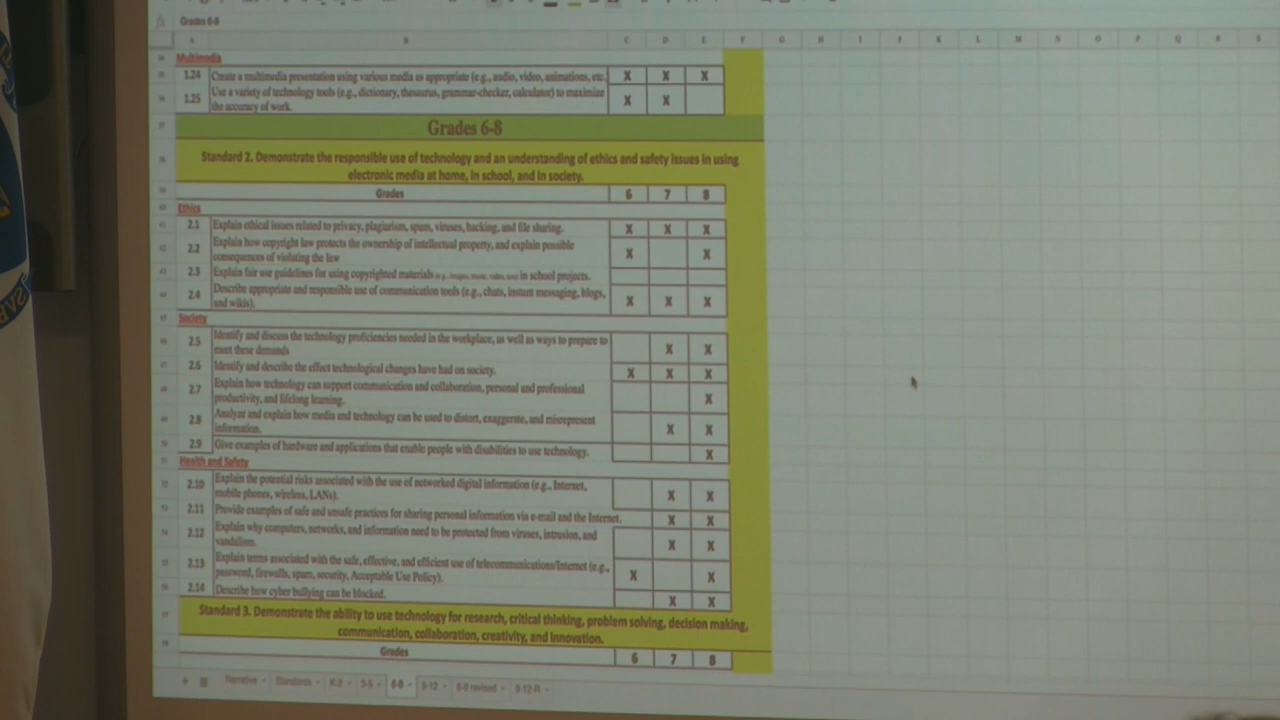 Grades 6-8
A B C D E F G H I J K L M N O P Q R S
Multimedia
1.24 Create a multimedia presentation using various media as appropriate (e.g., audio, video, animations, etc. X X X
1.25 Use a variety of technology tools (e.g., dictionary, thesaurus, grammar-checker, calculator) to maximize
the accuracy of work. X X
Grades 6-8
Standard 2. Demonstrate the responsible use of technology and an understanding of ethics and safety issues in using
electronic media at home, in school, and in society.
Grades 6 7 8
Ethics
2.1 Explain ethical issues related to privacy, plagiarism, spam, viruses, hacking, and file sharing. X X X
2.2 Explain how copyright law protects the ownership of intellectual property, and explain possible
consequences of violating the law X X
2.3 Explain fair use guidelines for using copyrighted materials in school projects.
2.4 Describe appropriate and responsible use of communication tools (e.g., chats, instant messaging, blogs,
and wikis). X X X
Society
2.5 Identify and discuss the technology proficiencies needed in the workplace, as well as ways to prepare to
meet these demands X X
2.6 Identify and describe the effect technological changes have had on society. X X X
2.7 Explain how technology can support communication and collaboration, personal and professional
productivity, and lifelong learning. X
2.8 Analyze and explain how media and technology can be used to distort, exaggerate, and misrepresent
information. X X
2.9 Give examples of hardware and applications that enable people with disabilities to use technology. X
Health and Safety
2.10 Explain the potential risks associated with the use of networked digital information (e.g., Internet,
mobile phones, wireless, LANs). X X
2.11 Provide examples of safe and unsafe practices for sharing personal information via e-mail and the Internet. X X
2.12 Explain why computers, networks, and information need to be protected from viruses, intrusion, and
vandalism. X X
2.13 Explain terms associated with the safe, effective, and efficient use of telecommunications/Internet (e.g.,
password, firewalls, spam, security, Acceptable Use Policy). X X
2.14 Describe how cyber bullying can be blocked. X X
Standard 3. Demonstrate the ability to use technology for research, critical thinking, problem solving, decision making,
communication, collaboration, creativity, and innovation.
Grades 6 7 8
Narrative Standards K-2 3-5 6-8 9-12 6-8 revised 9-12-R